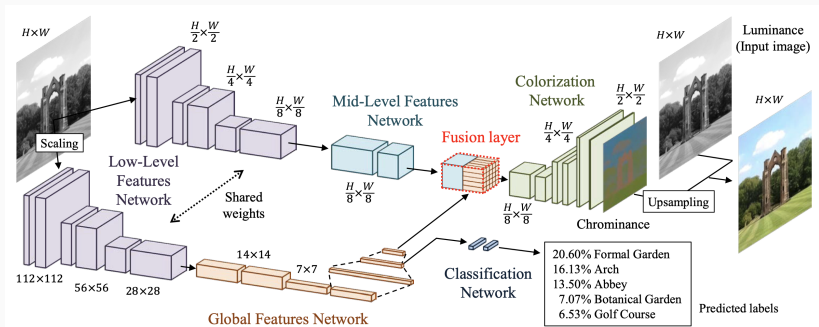 H×W
H/2 × W/2
H/4 × W/4
H/8 × W/8
Scaling
Low-Level
Features
Network
Shared
weights
112×112
56×56
28×28
Mid-Level Features
Network
H/8 × W/8
Fusion layer
14×14
7×7
Global Features Network
Colorization
Network
H/8 × W/8
H/4 × W/4
H/2 × W/2
Chrominance
H×W
Luminance
(Input image)
H×W
Upsampling
Classification
Network
20.60% Formal Garden
16.13% Arch
13.50% Abbey
7.07% Botanical Garden
6.53% Golf Course
Predicted labels